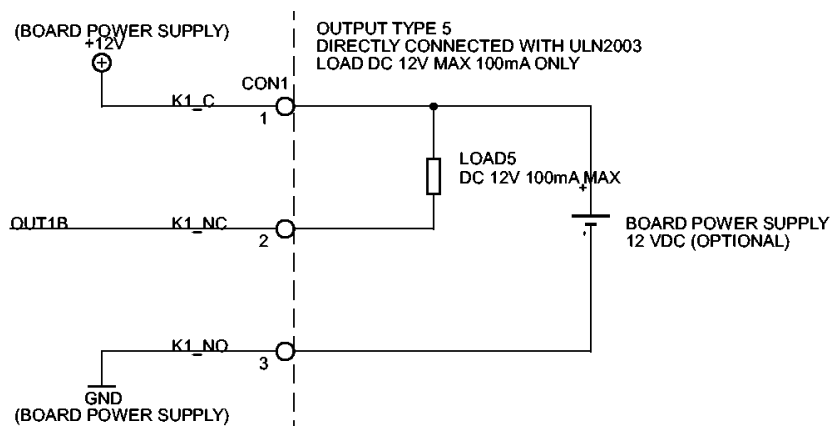 (BOARD POWER SUPPLY)
+12V
OUTPUT TYPE 5
DIRECTLY CONNECTED WITH ULN2003
LOAD DC 12V MAX 100mA ONLY
CON1
K1_C
1
LOAD5
DC 12V 100mA MAX
+
OUT1B
K1_NC
2
BOARD POWER SUPPLY
12 VDC (OPTIONAL)
-
K1_NO
3
GND
(BOARD POWER SUPPLY)